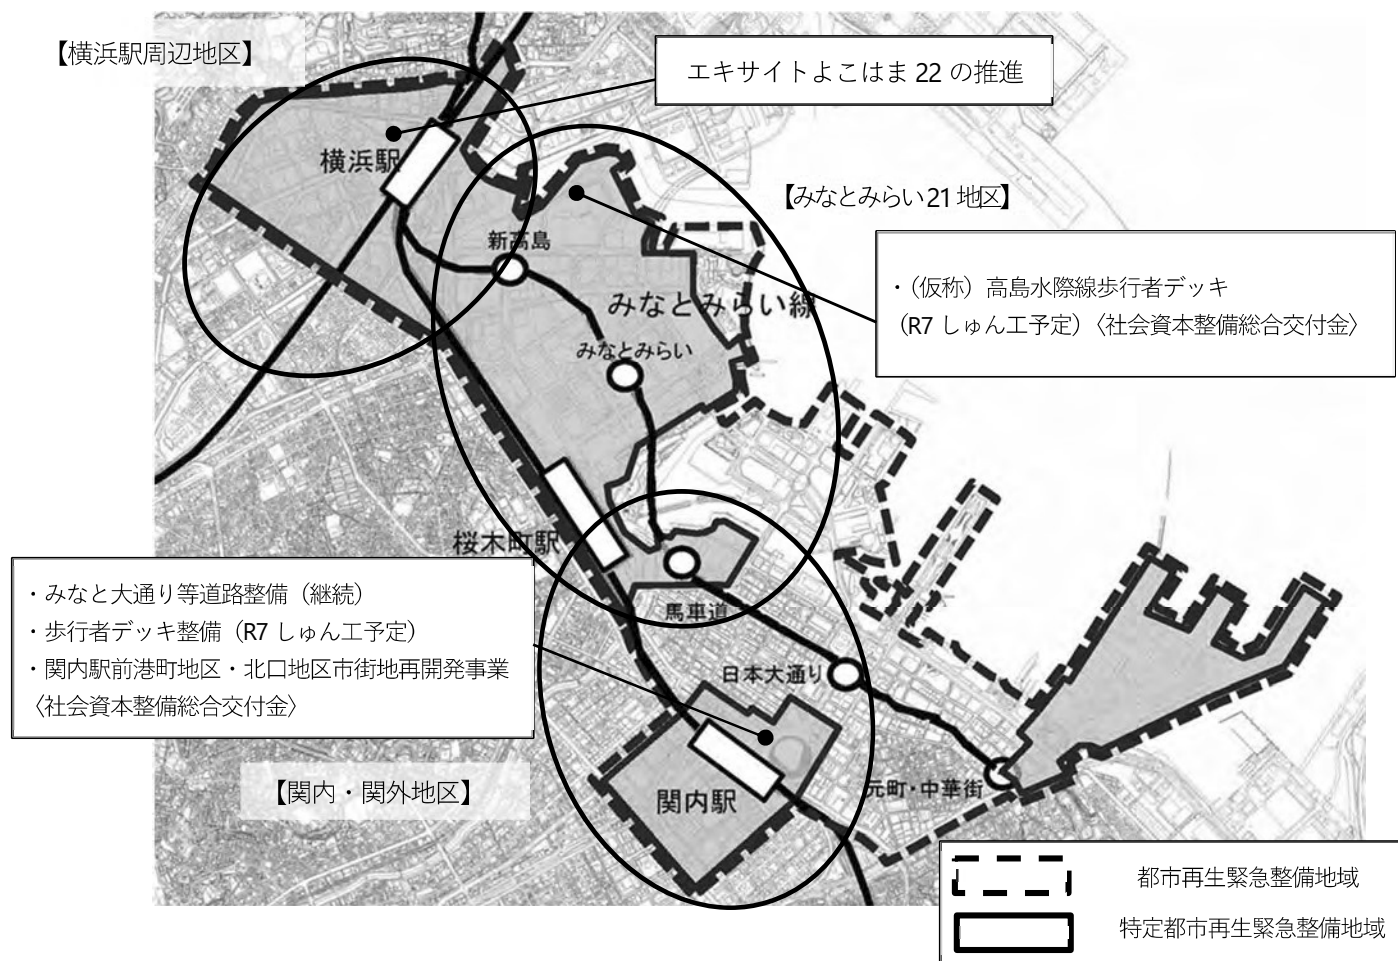 【横浜駅周辺地区】
エキサイトよこはま 22 の推進
横浜駅
【みなとみらい 21 地区】
新高島
・（仮称）高島水際線歩行者デッキ
（R7 しゅん工予定）〈社会資本整備総合交付金〉
みなとみらい線
みなとみらい
桜木町駅
・みなと大通り等道路整備（継続）
・歩行者デッキ整備（R7 しゅん工予定）
・関内駅前港町地区・北口地区市街地再開発事業
〈社会資本整備総合交付金〉
馬車道
日本大通り
【関内・関外地区】
関内駅
元町・中華街
都市再生緊急整備地域
特定都市再生緊急整備地域